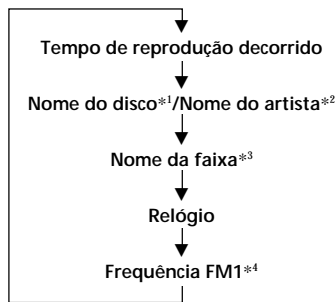 Tempo de reprodução decorrido
Nome do disco*1/Nome do artista*2
Nome da faixa*3
Relógio
Frequência FM1*4